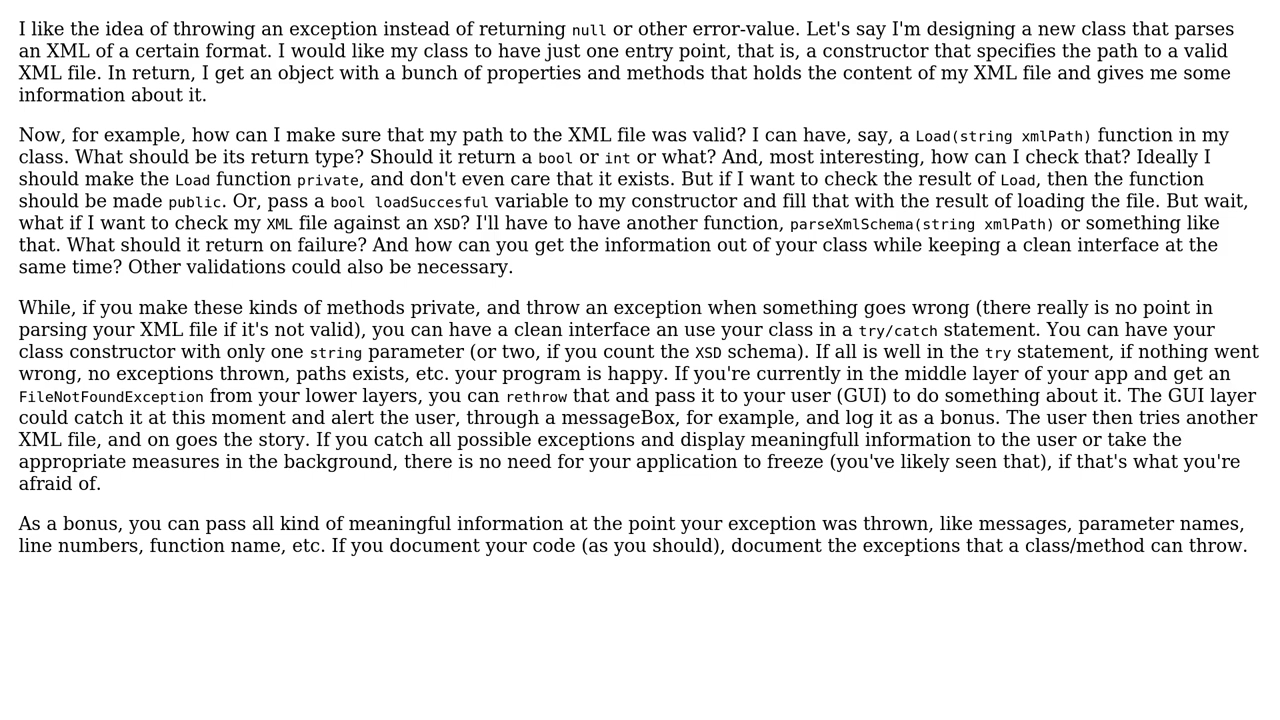 I like the idea of throwing an exception instead of returning null or other error-value. Let's say I'm designing a new class that parses
an XML of a certain format. I would like my class to have just one entry point, that is, a constructor that specifies the path to a valid
XML file. In return, I get an object with a bunch of properties and methods that holds the content of my XML file and gives me some
information about it.
Now, for example, how can I make sure that my path to the XML file was valid? I can have, say, a Load(string xmlPath) function in my
class. What should be its return type? Should it return a bool or int or what? And, most interesting, how can I check that? Ideally I
should make the Load function private, and don't even care that it exists. But if I want to check the result of Load, then the function
should be made public. Or, pass a bool loadSuccesful variable to my constructor and fill that with the result of loading the file. But wait,
what if I want to check my XML file against an XSD? I'll have to have another function, parseXmlSchema(string xmlPath) or something like
that. What should it return on failure? And how can you get the information out of your class while keeping a clean interface at the
same time? Other validations could also be necessary.
While, if you make these kinds of methods private, and throw an exception when something goes wrong (there really is no point in
parsing your XML file if it's not valid), you can have a clean interface an use your class in a try/catch statement. You can have your
class constructor with only one string parameter (or two, if you count the XSD schema). If all is well in the try statement, if nothing went
wrong, no exceptions thrown, paths exists, etc. your program is happy. If you're currently in the middle layer of your app and get an
FileNotFoundException from your lower layers, you can rethrow that and pass it to your user (GUI) to do something about it. The GUI layer
could catch it at this moment and alert the user, through a messageBox, for example, and log it as a bonus. The user then tries another
XML file, and on goes the story. If you catch all possible exceptions and display meaningfull information to the user or take the
appropriate measures in the background, there is no need for your application to freeze (you've likely seen that), if that's what you're
afraid of.
As a bonus, you can pass all kind of meaningful information at the point your exception was thrown, like messages, parameter names,
line numbers, function name, etc. If you document your code (as you should), document the exceptions that a class/method can throw.